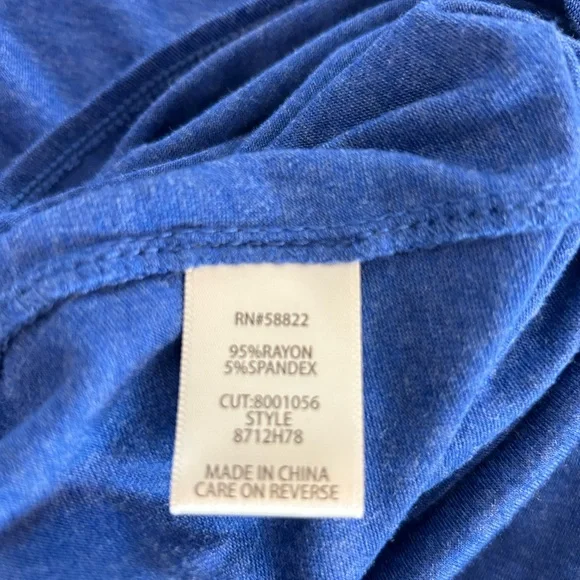 RN#58822
95%RAYON
5%SPANDEX
CUT:8001056
STYLE
8712H78
MADE IN CHINA
CARE ON REVERSE